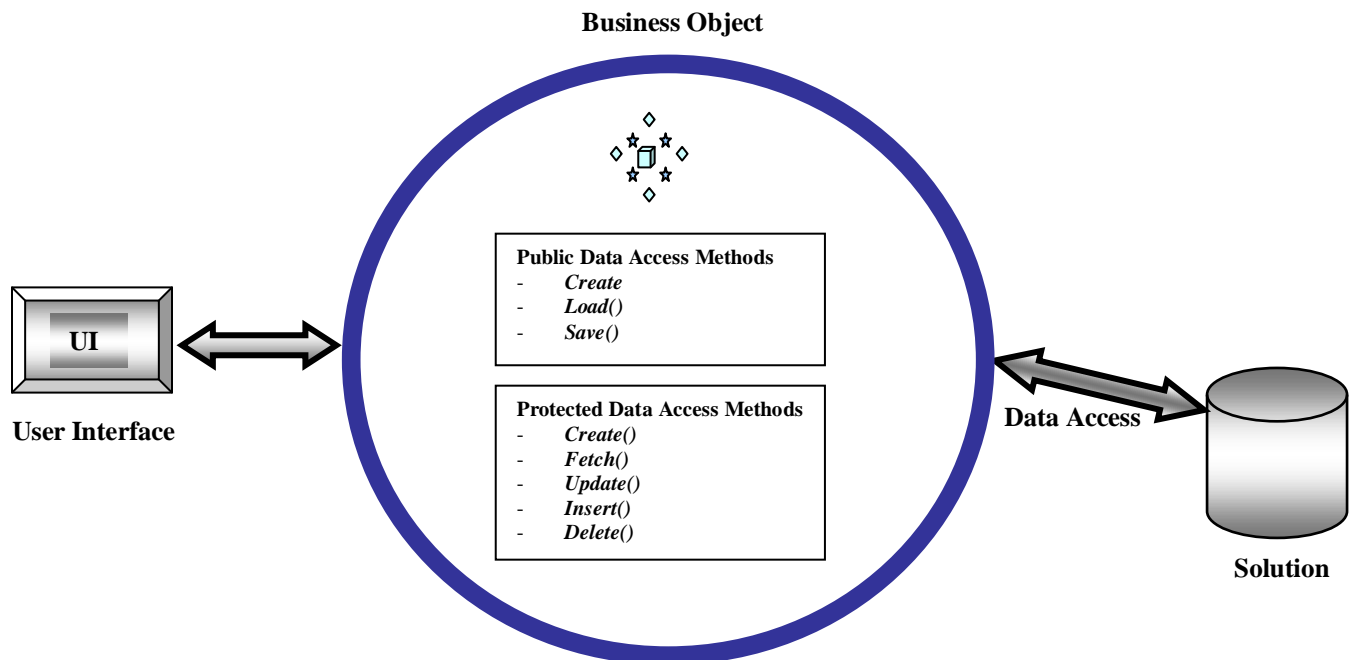 Business Object
Public Data Access Methods
- Create
- Load()
- Save()
UI
User Interface
Protected Data Access Methods
- Create()
- Fetch()
- Update()
- Insert()
- Delete()
Data Access
Solution